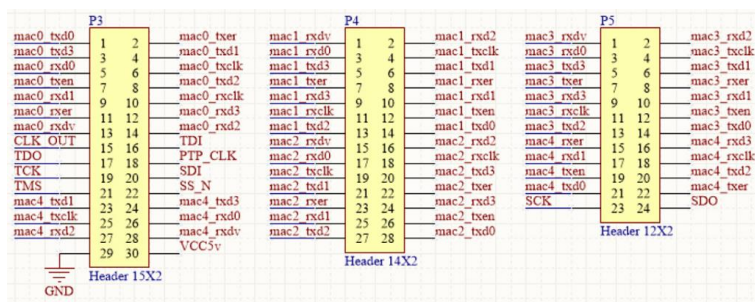 P3 P4 P5
mac0_txd0 1 2 mac0_txer mac1_rxdv 1 2 mac1_rxd2 mac3_rxdv 1 2 mac3_rxd2
mac0_txd3 3 4 mac0_txd1 mac1_rxd0 3 4 mac1_txclk mac3_rxd0 3 4 mac3_txclk
mac0_rxd0 5 6 mac0_txclk mac1_txd3 5 6 mac1_txd1 mac3_txd3 5 6 mac3_txd1
mac0_txen 7 8 mac0_txd2 mac1_txer 7 8 mac1_rxer mac3_txer 7 8 mac3_rxer
mac0_rxd1 9 10 mac0_rxclk mac1_rxd3 9 10 mac1_rxd1 mac3_rxd3 9 10 mac3_rxd1
mac0_rxer 11 12 mac0_rxd3 mac1_rxclk 11 12 mac1_txen mac3_rxclk 11 12 mac3_txen
mac0_rxdv 13 14 mac0_rxd2 mac1_txd2 13 14 mac1_txd0 mac3_txd2 13 14 mac3_txd0
CLK_OUT 15 16 TDI mac2_rxdv 15 16 mac2_rxd2 mac4_rxer 15 16 mac4_rxd3
TDO 17 18 PTP_CLK mac2_rxd0 17 18 mac2_rxclk mac4_rxd1 17 18 mac4_rxclk
TCK 19 20 SDI mac2_txclk 19 20 mac2_txd3 mac4_txen 19 20 mac4_txd2
TMS 21 22 SS_N mac2_txd1 21 22 mac2_txer mac4_txd0 21 22 mac4_txer
mac4_txd1 23 24 mac4_txd3 mac2_rxer 23 24 mac2_rxd3 SCK 23 24 SDO
mac4_txclk 25 26 mac4_rxd0 mac2_rxd1 25 26 mac2_txen
mac4_rxd2 27 28 mac4_rxdv mac2_txd2 27 28 mac2_txd0
29 30 VCC5v
Header 15X2 Header 14X2 Header 12X2
GND